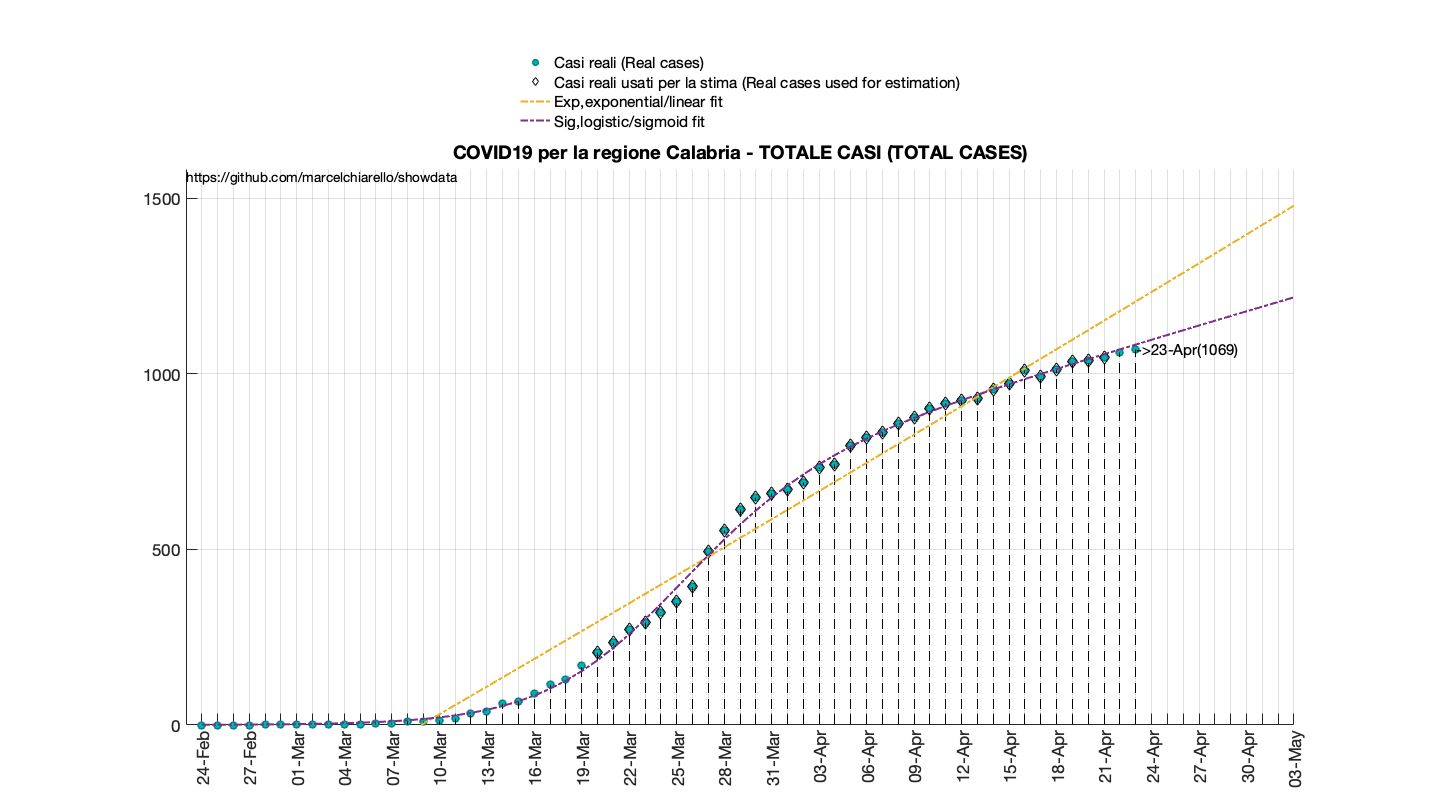 Casi reali (Real cases)
Casi reali usati per la stima (Real cases used for estimation)
Exp,exponential/linear fit
Sig,logistic/sigmoid fit
COVID19 per la regione Calabria - TOTALE CASI (TOTAL CASES)
https://github.com/marcelchiarello/showdata
1500
1000
500
0
->23-Apr(1069)
24-Feb
27-Feb
01-Mar
04-Mar
07-Mar
10-Mar
13-Mar
16-Mar
19-Mar
22-Mar
25-Mar
28-Mar
31-Mar
03-Apr
06-Apr
09-Apr
12-Apr
15-Apr
18-Apr
21-Apr
24-Apr
27-Apr
30-Apr
03-May